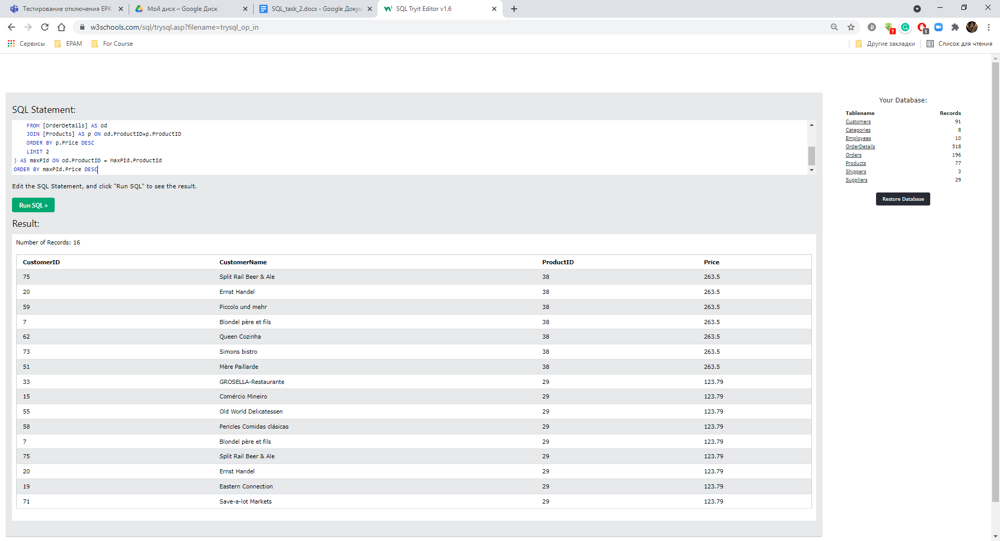 Тестирование отключения EPK
Мой диск – Google Диск
SQL_task_2.docx - Google Докум
SQL Tryit Editor v1.6
w3schools.com/sql/trysql.asp?filename=trysql_op_in
Сервисы EPAM For Course
Другие закладки Список для чтения
SQL Statement:
FROM [OrderDetails] AS od
JOIN [Products] AS p ON od.ProductID=p.ProductID
ORDER BY p.Price DESC
LIMIT 2
) AS maxPId ON od.ProductID = MaxPId.ProductId
ORDER BY maxPId.Price DESC
Edit the SQL Statement, and click "Run SQL" to see the result.
Run SQL »
Result:
Number of Records: 16
CustomerID CustomerName ProductID Price
75 Split Rail Beer & Ale 38 263.5
20 Ernst Handel 38 263.5
59 Piccolo und mehr 38 263.5
7 Blondel père et fils 38 263.5
62 Queen Cozinha 38 263.5
73 Simons bistro 38 263.5
51 Mère Paillarde 38 263.5
33 GROSELLA-Restaurante 29 123.79
15 Comércio Mineiro 29 123.79
55 Old World Delicatessen 29 123.79
58 Pericles Comidas clásicas 29 123.79
7 Blondel père et fils 29 123.79
75 Split Rail Beer & Ale 29 123.79
20 Ernst Handel 29 123.79
19 Eastern Connection 29 123.79
71 Save-a-lot Markets 29 123.79
Your Database:
Tablename Records
Customers 91
Categories 8
Employees 10
OrderDetails 518
Orders 196
Products 77
Shippers 3
Suppliers 29
Restore Database